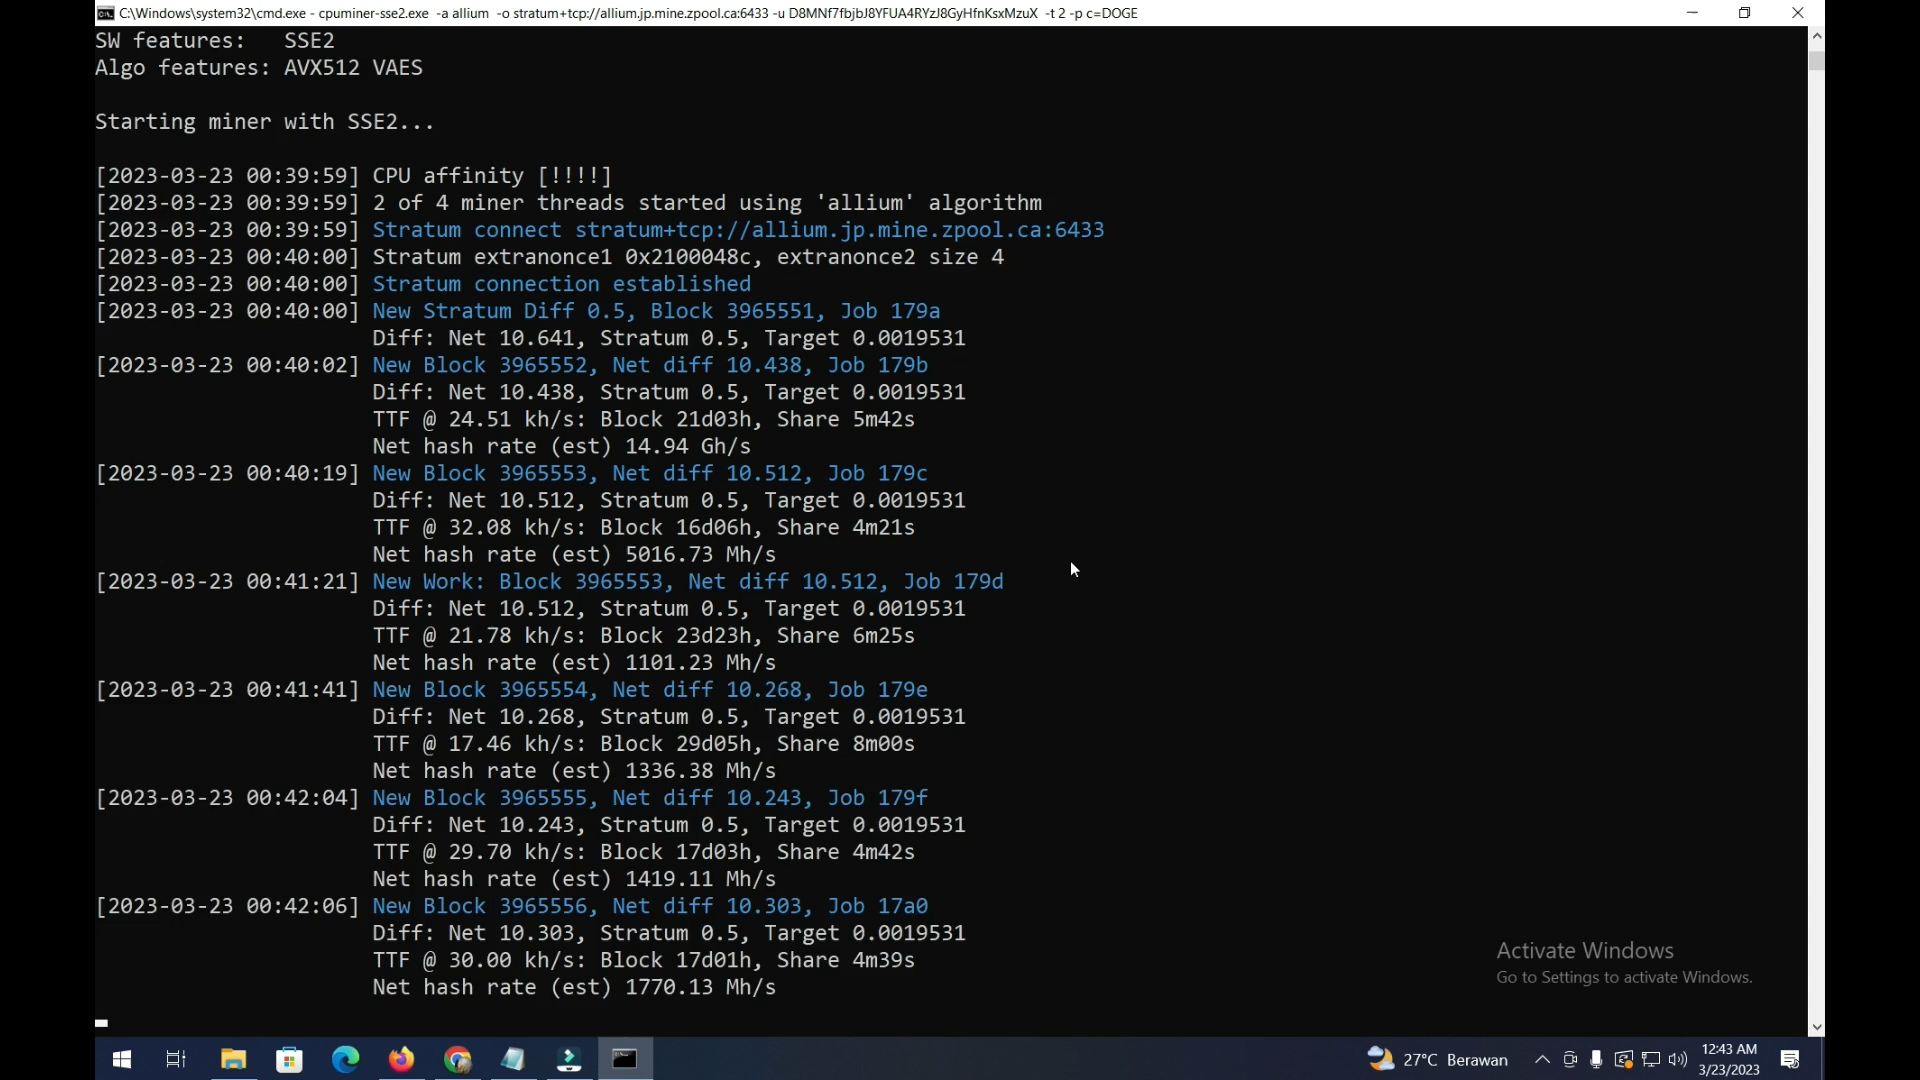 C:\Windows\system32\cmd.exe - cpuminer-sse2.exe -a allium -o stratum+tcp://allium.jp.mine.zpool.ca:6433 -u D8MNf7fbjbJ8YFUA4RYzJ8GyHfnKsxMzuX -t 2 -p c=DOGE
SW features: SSE2
Algo features: AVX512 VAES
Starting miner with SSE2...
[2023-03-23 00:39:59] CPU affinity [!!!!]
[2023-03-23 00:39:59] 2 of 4 miner threads started using 'allium' algorithm
[2023-03-23 00:39:59] Stratum connect stratum+tcp://allium.jp.mine.zpool.ca:6433
[2023-03-23 00:40:00] Stratum extranonce1 0x2100048c, extranonce2 size 4
[2023-03-23 00:40:00] Stratum connection established
[2023-03-23 00:40:00] New Stratum Diff 0.5, Block 3965551, Job 179a
Diff: Net 10.641, Stratum 0.5, Target 0.0019531
[2023-03-23 00:40:02] New Block 3965552, Net diff 10.438, Job 179b
Diff: Net 10.438, Stratum 0.5, Target 0.0019531
TTF @ 24.51 kh/s: Block 21d03h, Share 5m42s
Net hash rate (est) 14.94 Gh/s
[2023-03-23 00:40:19] New Block 3965553, Net diff 10.512, Job 179c
Diff: Net 10.512, Stratum 0.5, Target 0.0019531
TTF @ 32.08 kh/s: Block 16d06h, Share 4m21s
Net hash rate (est) 5016.73 Mh/s
[2023-03-23 00:41:21] New Work: Block 3965553, Net diff 10.512, Job 179d
Diff: Net 10.512, Stratum 0.5, Target 0.0019531
TTF @ 21.78 kh/s: Block 23d23h, Share 6m25s
Net hash rate (est) 1101.23 Mh/s
[2023-03-23 00:41:41] New Block 3965554, Net diff 10.268, Job 179e
Diff: Net 10.268, Stratum 0.5, Target 0.0019531
TTF @ 17.46 kh/s: Block 29d05h, Share 8m00s
Net hash rate (est) 1336.38 Mh/s
[2023-03-23 00:42:04] New Block 3965555, Net diff 10.243, Job 179f
Diff: Net 10.243, Stratum 0.5, Target 0.0019531
TTF @ 29.70 kh/s: Block 17d03h, Share 4m42s
Net hash rate (est) 1419.11 Mh/s
[2023-03-23 00:42:06] New Block 3965556, Net diff 10.303, Job 17a0
Diff: Net 10.303, Stratum 0.5, Target 0.0019531
TTF @ 30.00 kh/s: Block 17d01h, Share 4m39s
Net hash rate (est) 1770.13 Mh/s
Activate Windows
Go to Settings to activate Windows.
27°C Berawan
12:43 AM
3/23/2023